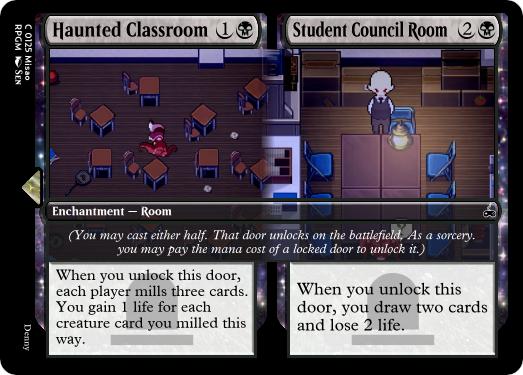 Haunted Classroom 1
Student Council Room 2
C 0125 Misao
RPGM SEN
Enchantment — Room
(You may cast either half. That door unlocks on the battlefield. As a sorcery,
you may pay the mana cost of a locked door to unlock it.)
When you unlock this door,
each player mills three cards.
You gain 1 life for each
creature card you milled this
way.
When you unlock this
door, you draw two cards
and lose 2 life.
Denny